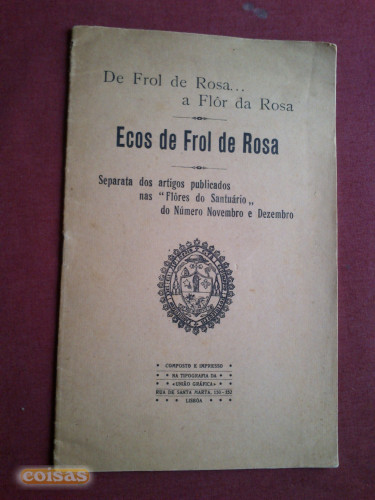 De Frol de Rosa...
a Flôr da Rosa
Ecos de Frol de Rosa
Separata dos artigos publicados
nas "Flôres do Santuário„
do Número Novembro e Dezembro
COMPOSTO E IMPRESSO
NA TIPOGRAFIA DA
«UNIÃO GRÁFICA»
RUA DE SANTA MARTA, 150-152
LISBOA
coisas